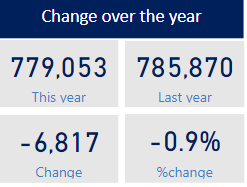 Change over the year
779,053 785,870
This year Last year
-6,817 -0.9%
Change %change